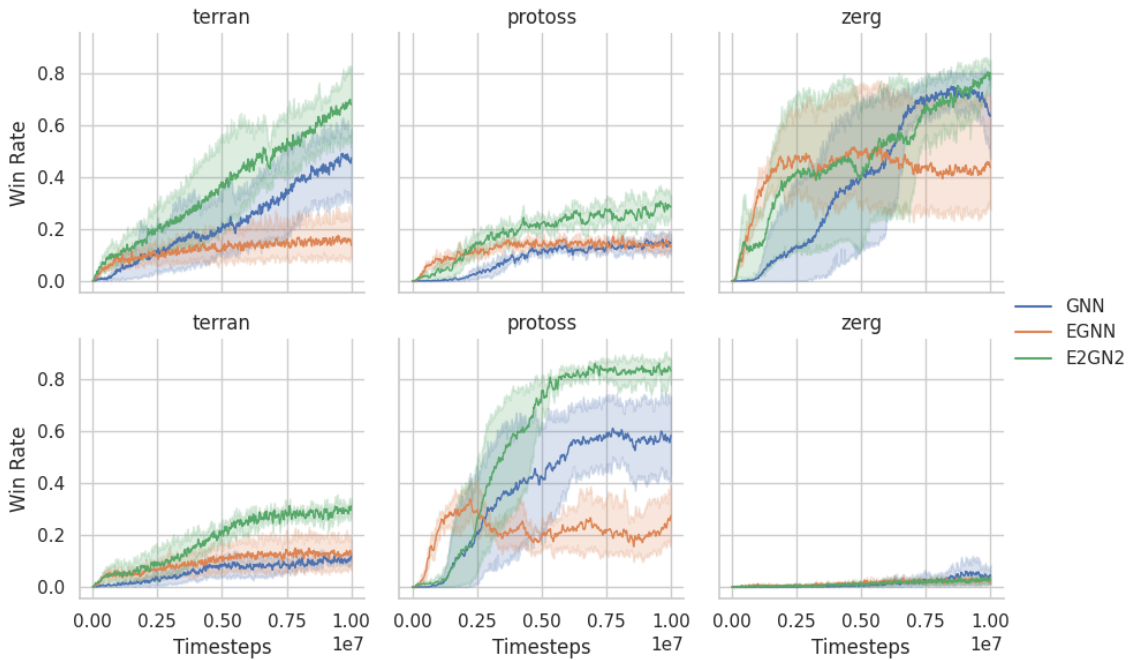 terran protoss zerg
0.8
0.6
0.4
0.2
0.0
Win Rate
terran protoss zerg
GNN
EGNN
E2GN2
0.8
0.6
0.4
0.2
0.0
Win Rate
0.00 0.25 0.50 0.75 1.00 0.00 0.25 0.50 0.75 1.00 0.00 0.25 0.50 0.75 1.00
Timesteps 1e7 Timesteps 1e7 Timesteps 1e7